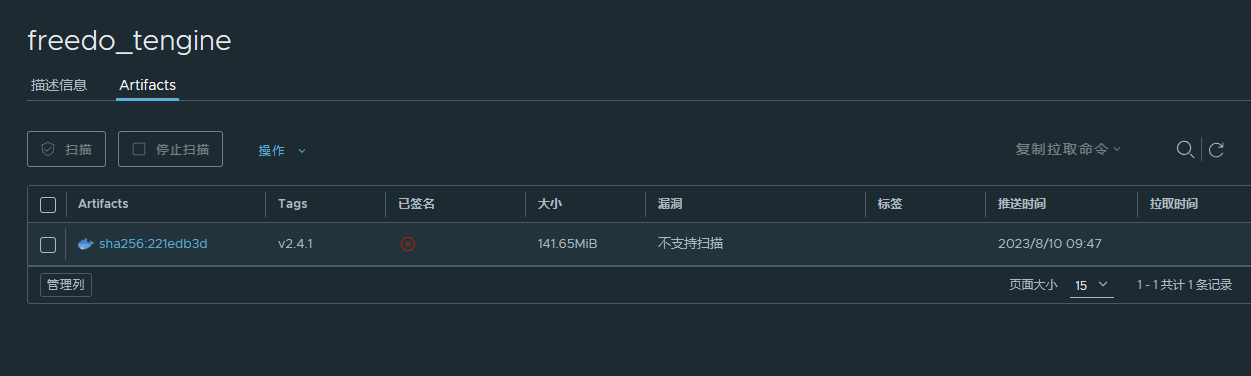 freedo_tengine
描述信息 Artifacts
扫描 停止扫描 操作 复制拉取命令
Artifacts Tags 已签名 大小 漏洞 标签 推送时间 拉取时间
sha256:221edb3d v2.4.1 141.65MiB 不支持扫描 2023/8/10 09:47
管理列 页面大小 15 1 - 1 共计 1 条记录